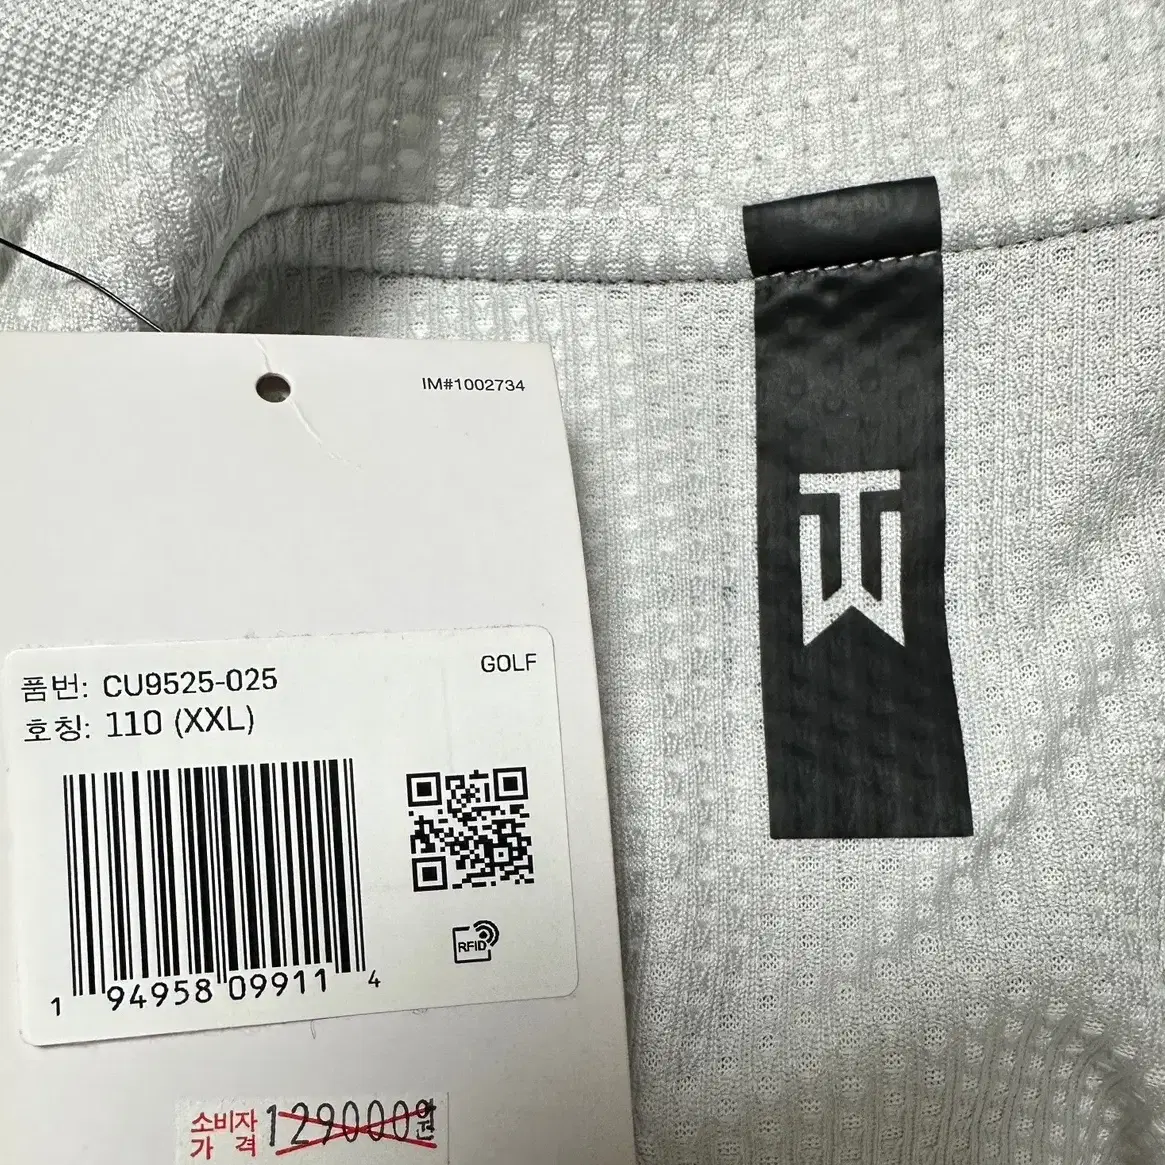 IM#1002734
TW
GOLF
품번: CU9525-025
호칭: 110 (XXL)
RFID
1 94958 09911 4
소비자
가 격 129000원